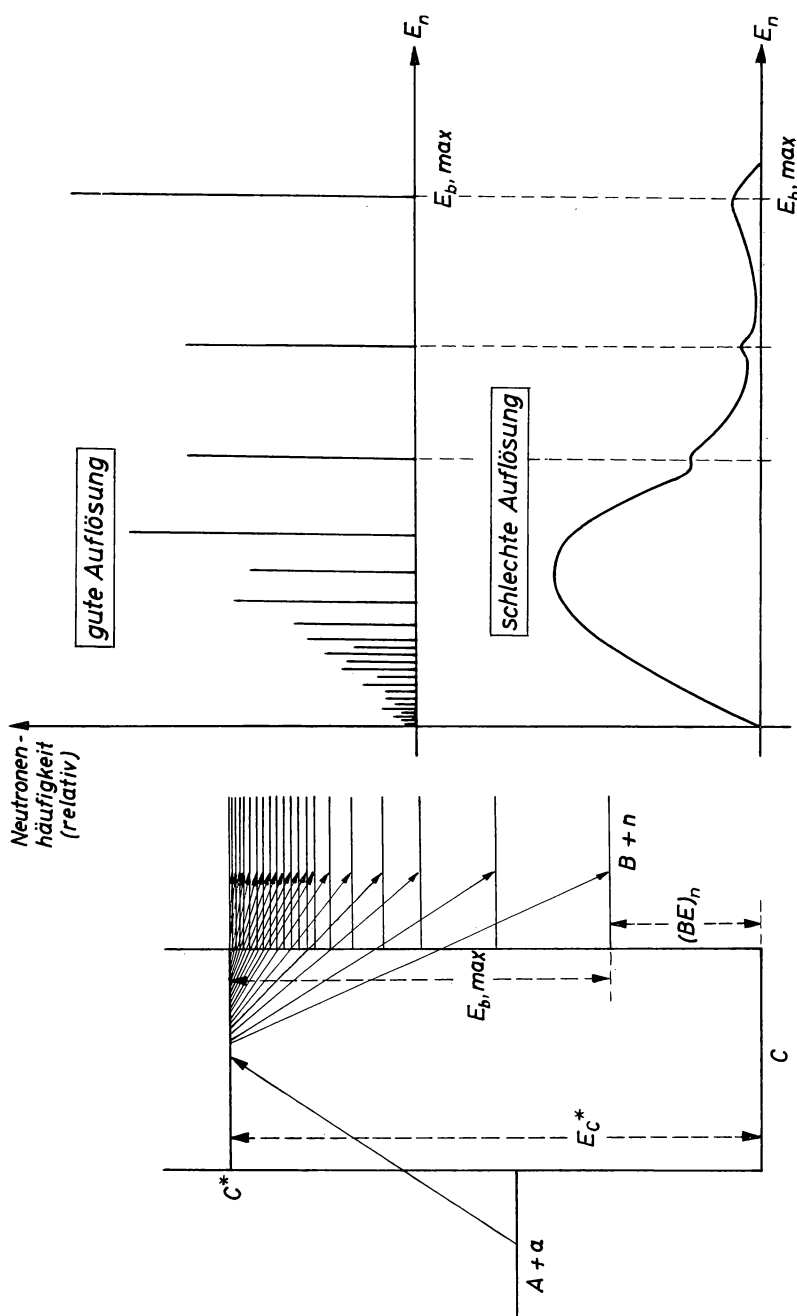 Neutronen-
häufigkeit
(relativ)
gute Auflösung
E_n
E_b, max
schlechte Auflösung
E_n
E_b, max
C*
E_C*
A + a
C
E_b, max
B + n
(BE)_n